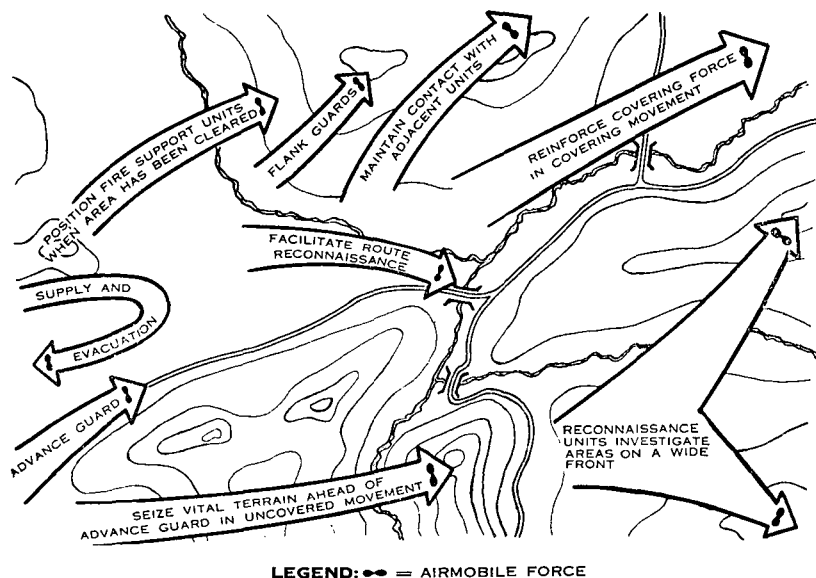 POSITION FIRE SUPPORT UNITS
WHEN AREA HAS BEEN CLEARED
FLANK GUARDS
MAINTAIN CONTACT WITH
ADJACENT UNITS
REINFORCE COVERING FORCE
IN COVERING MOVEMENT
FACILITATE ROUTE
RECONNAISSANCE
SUPPLY AND
EVACUATION
ADVANCE GUARD
SEIZE VITAL TERRAIN AHEAD OF
ADVANCE GUARD IN UNCOVERED MOVEMENT
RECONNAISSANCE
UNITS INVESTIGATE
AREAS ON A WIDE
FRONT
LEGEND: = AIRMOBILE FORCE